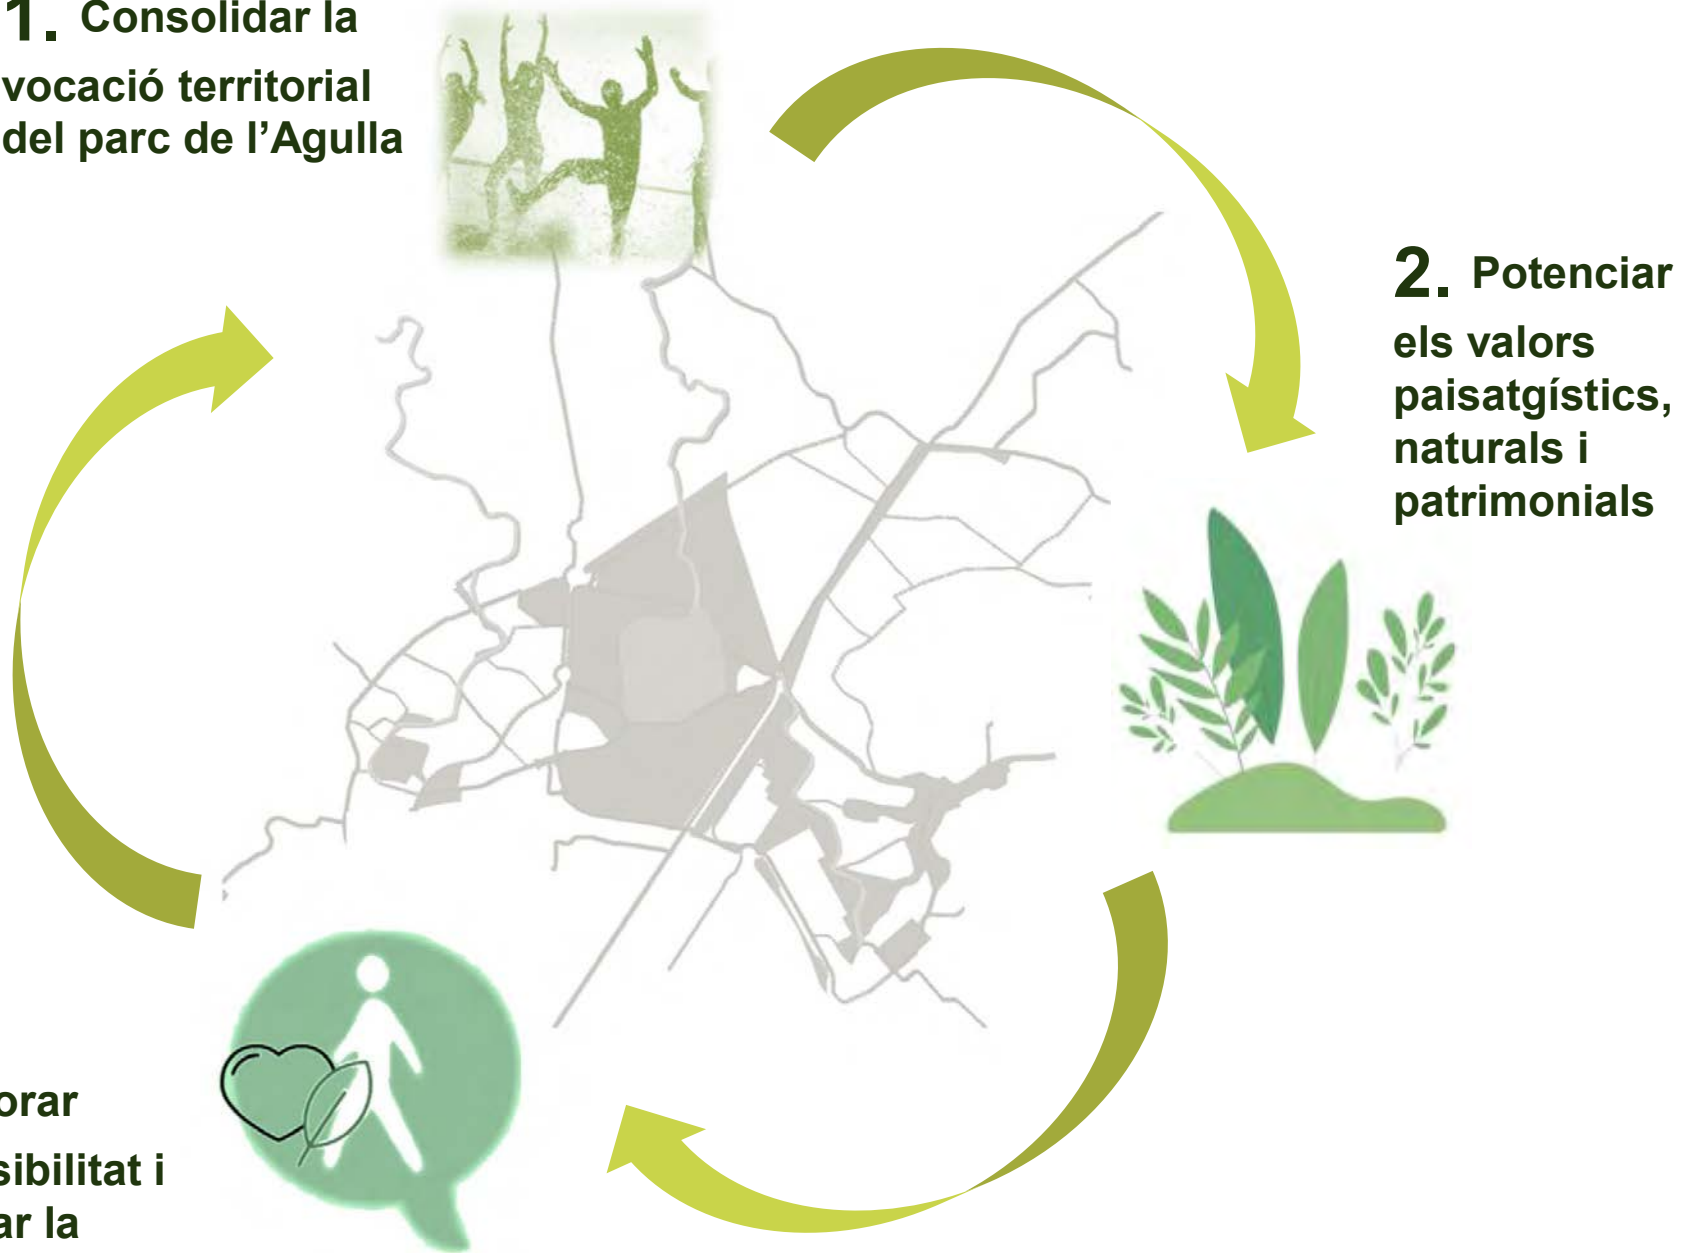 1. Consolidar la
vocació territorial
del parc de l’Agulla
2. Potenciar
els valors
paisatgístics,
naturals i
patrimonials
orar
sibilitat i
ar la